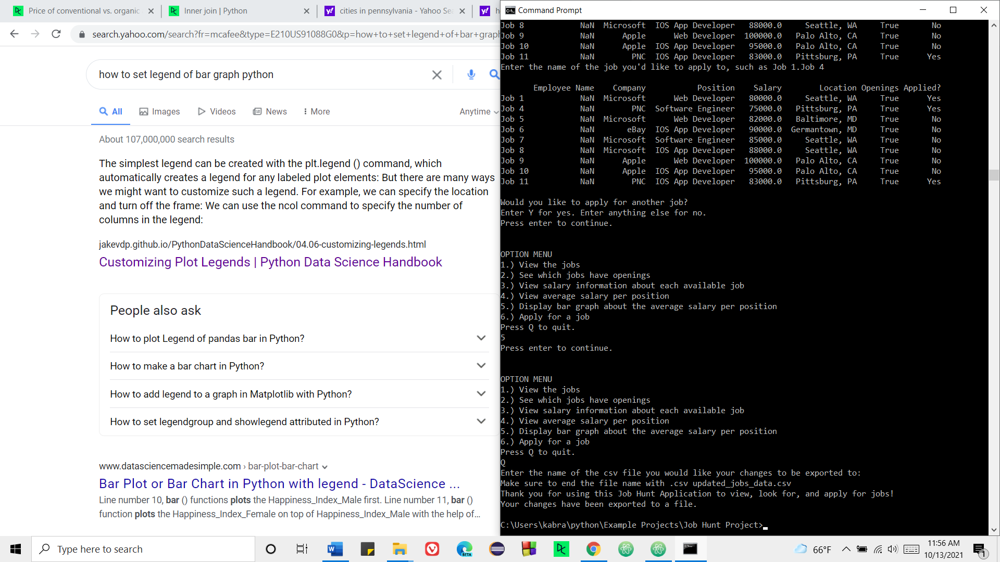 Price of conventional vs. organic
Inner join | Python
cities in pennsylvania - Yahoo Sea
h
search.yahoo.com/search?fr=mcafee&type=E210US91088G0&p=how+to+set+legend+of+bar+graph
how to set legend of bar graph python
All Images Videos News More Anytime
About 107,000,000 search results
The simplest legend can be created with the plt.legend () command, which
automatically creates a legend for any labeled plot elements: But there are many ways
we might want to customize such a legend. For example, we can specify the location
and turn off the frame: We can use the ncol command to specify the number of
columns in the legend:
jakevdp.github.io/PythonDataScienceHandbook/04.06-customizing-legends.html
Customizing Plot Legends | Python Data Science Handbook
People also ask
How to plot Legend of pandas bar in Python?
How to make a bar chart in Python?
How to add legend to a graph in Matplotlib with Python?
How to set legendgroup and showlegend attributed in Python?
www.datasciencemadesimple.com › bar-plot-bar-chart
Bar Plot or Bar Chart in Python with legend - DataScience ...
Line number 10, bar () functions plots the Happiness_Index_Male first. Line number 11, bar ()
function plots the Happiness_Index_Female on top of Happiness_Index_Male with the help of...
Command Prompt
Job 8 NaN Microsoft IOS App Developer 88000.0 Seattle, WA True No
Job 9 NaN Apple Web Developer 100000.0 Palo Alto, CA True No
Job 10 NaN Apple IOS App Developer 95000.0 Palo Alto, CA True No
Job 11 NaN PNC IOS App Developer 83000.0 Pittsburg, PA True Yes
Enter the name of the job you'd like to apply to, such as Job 1.Job 4
Employee Name Company Position Salary Location Openings Applied?
Job 1 NaN Microsoft Web Developer 80000.0 Seattle, WA True Yes
Job 4 NaN PNC Software Engineer 75000.0 Pittsburg, PA True Yes
Job 5 NaN Microsoft Web Developer 82000.0 Baltimore, MD True No
Job 6 NaN eBay IOS App Developer 90000.0 Germantown, MD True No
Job 7 NaN Microsoft Software Engineer 85000.0 Seattle, WA True No
Job 8 NaN Microsoft IOS App Developer 88000.0 Seattle, WA True No
Job 9 NaN Apple Web Developer 100000.0 Palo Alto, CA True No
Job 10 NaN Apple IOS App Developer 95000.0 Palo Alto, CA True No
Job 11 NaN PNC IOS App Developer 83000.0 Pittsburg, PA True Yes
Would you like to apply for another job?
Enter Y for yes. Enter anything else for no.
Press enter to continue.
OPTION MENU
1.) View the jobs
2.) See which jobs have openings
3.) View salary information about each available job
4.) View average salary per position
5.) Display bar graph about the average salary per position
6.) Apply for a job
Press Q to quit.
5
Press enter to continue.
OPTION MENU
1.) View the jobs
2.) See which jobs have openings
3.) View salary information about each available job
4.) View average salary per position
5.) Display bar graph about the average salary per position
6.) Apply for a job
Press Q to quit.
Q
Enter the name of the csv file you would like your changes to be exported to:
Make sure to end the file name with .csv updated_jobs_data.csv
Thank you for using this Job Hunt Application to view, look for, and apply for jobs!
Your changes have been exported to a file.
C:\Users\kabra\python\Example Projects\Job Hunt Project>
Type here to search
BETA
66°F
11:56 AM
10/13/2021
1